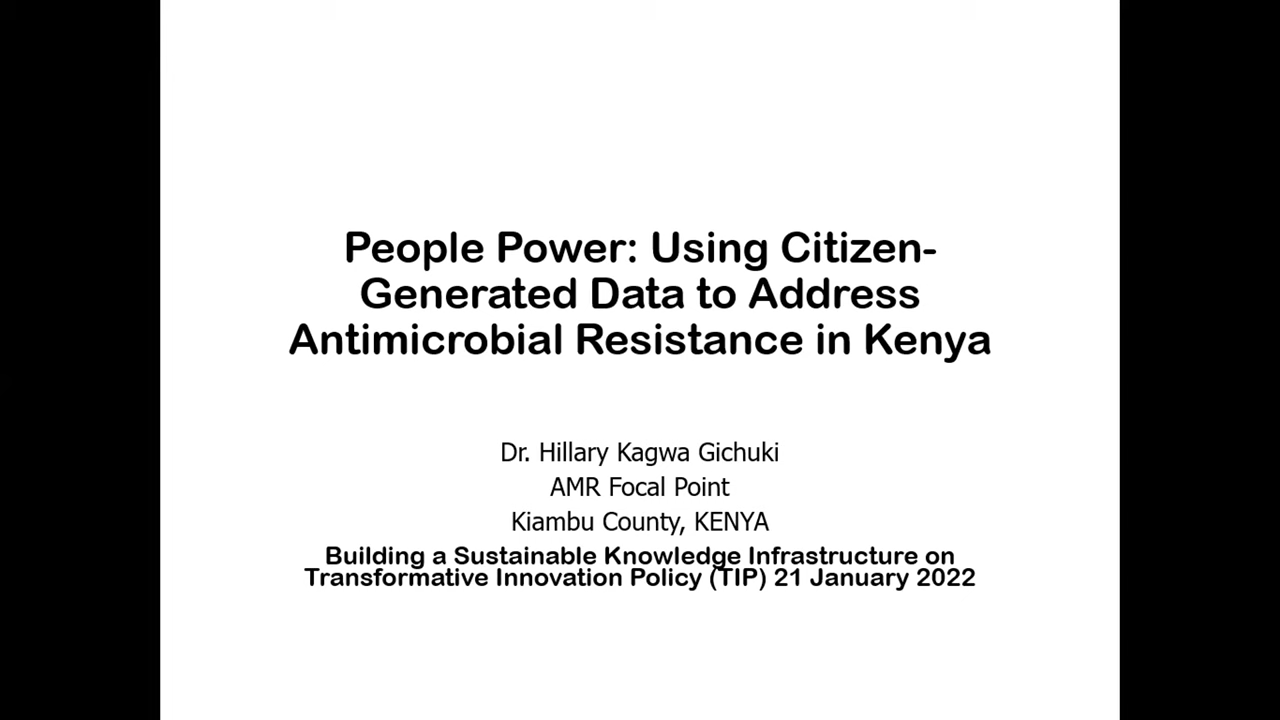 People Power: Using Citizen-
Generated Data to Address
Antimicrobial Resistance in Kenya
Dr. Hillary Kagwa Gichuki
AMR Focal Point
Kiambu County, KENYA
Building a Sustainable Knowledge Infrastructure on
Transformative Innovation Policy (TIP) 21 January 2022